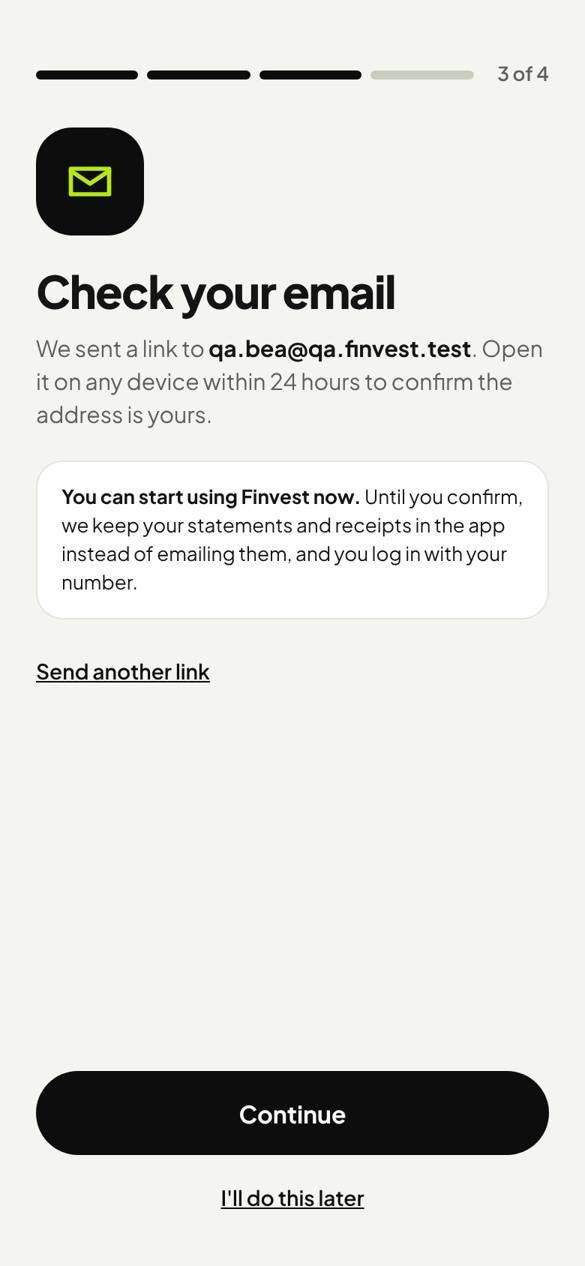 3 of 4
Check your email
We sent a link to qa.bea@qa.finvest.test. Open
it on any device within 24 hours to confirm the
address is yours.
You can start using Finvest now. Until you confirm,
we keep your statements and receipts in the app
instead of emailing them, and you log in with your
number.
Send another link
Continue
I'll do this later